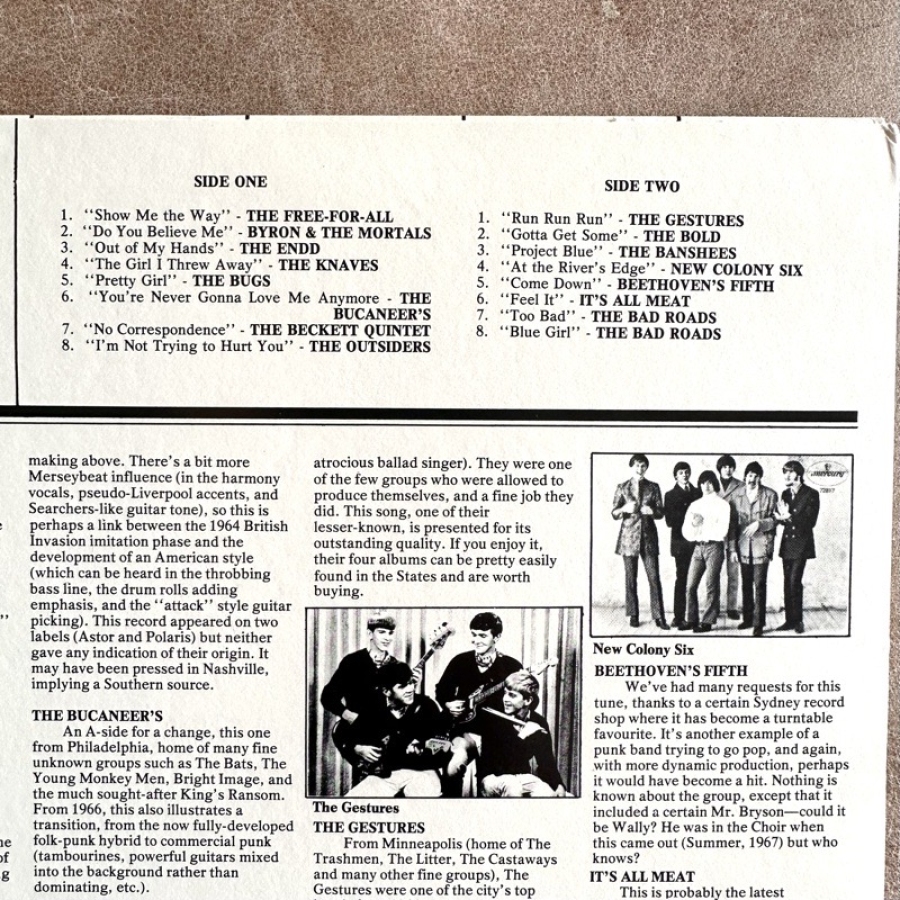 SIDE ONE
1. "Show Me the Way" - THE FREE-FOR-ALL
2. "Do You Believe Me" - BYRON & THE MORTALS
3. "Out of My Hands" - THE ENDD
4. "The Girl I Threw Away" - THE KNAVES
5. "Pretty Girl" - THE BUGS
6. "You're Never Gonna Love Me Anymore - THE
BUCANEER'S
7. "No Correspondence" - THE BECKETT QUINTET
8. "I'm Not Trying to Hurt You" - THE OUTSIDERS
SIDE TWO
1. "Run Run Run" - THE GESTURES
2. "Gotta Get Some" - THE BOLD
3. "Project Blue" - THE BANSHEES
4. "At the River's Edge" - NEW COLONY SIX
5. "Come Down" - BEETHOVEN'S FIFTH
6. "Feel It" - IT'S ALL MEAT
7. "Too Bad" - THE BAD ROADS
8. "Blue Girl" - THE BAD ROADS
making above. There's a bit more
Merseybeat influence (in the harmony
vocals, pseudo-Liverpool accents, and
Searchers-like guitar tone), so this is
perhaps a link between the 1964 British
Invasion imitation phase and the
development of an American style
(which can be heard in the throbbing
bass line, the drum rolls adding
emphasis, and the "attack" style guitar
picking). This record appeared on two
labels (Astor and Polaris) but neither
gave any indication of their origin. It
may have been pressed in Nashville,
implying a Southern source.
THE BUCANEER'S
An A-side for a change, this one
from Philadelphia, home of many fine
unknown groups such as The Bats, The
Young Monkey Men, Bright Image, and
the much sought-after King's Ransom.
From 1966, this also illustrates a
transition, from the now fully-developed
folk-punk hybrid to commercial punk
(tambourines, powerful guitars mixed
into the background rather than
dominating, etc.).
atrocious ballad singer). They were one
of the few groups who were allowed to
produce themselves, and a fine job they
did. This song, one of their
lesser-known, is presented for its
outstanding quality. If you enjoy it,
their four albums can be pretty easily
found in the States and are worth
buying.
The Gestures
THE GESTURES
From Minneapolis (home of The
Trashmen, The Litter, The Castaways
and many other fine groups), The
Gestures were one of the city's top
mercury
New Colony Six
BEETHOVEN'S FIFTH
We've had many requests for this
tune, thanks to a certain Sydney record
shop where it has become a turntable
favourite. It's another example of a
punk band trying to go pop, and again,
with more dynamic production, perhaps
it would have become a hit. Nothing is
known about the group, except that it
included a certain Mr. Bryson—could it
be Wally? He was in the Choir when
this came out (Summer, 1967) but who
knows?
IT'S ALL MEAT
This is probably the latest